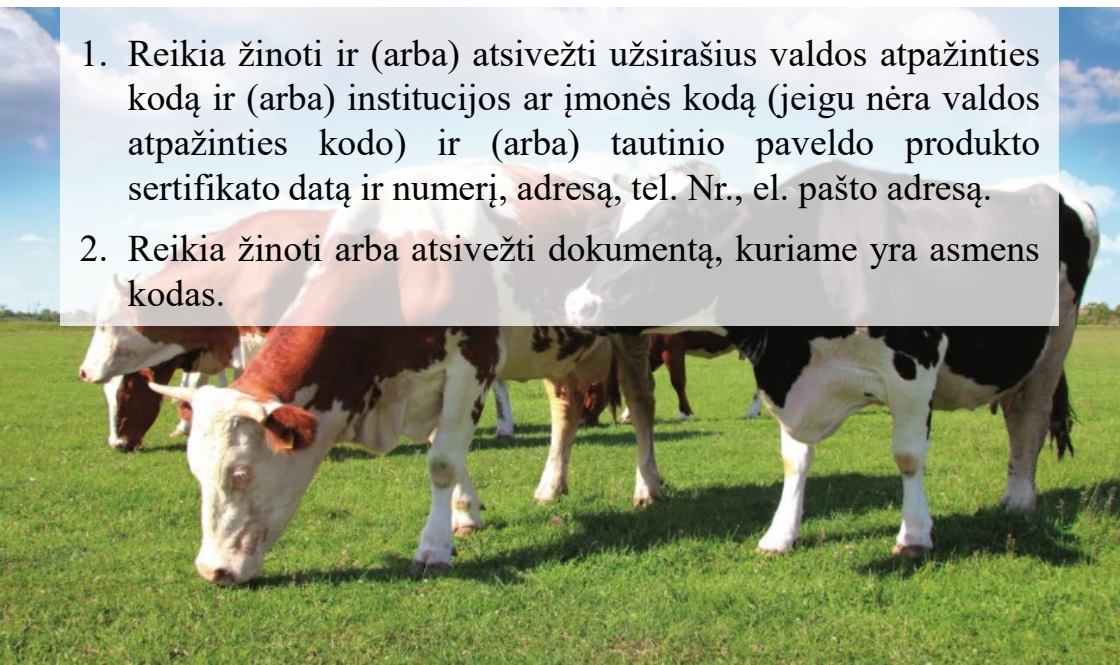 1. Reikia žinoti ir (arba) atsivežti užsirašius valdos atpažinties
kodą ir (arba) institucijos ar įmonės kodą (jeigu nėra valdos
atpažinties kodo) ir (arba) tautinio paveldo produkto
sertifikato datą ir numerį, adresą, tel. Nr., el. pašto adresą.
2. Reikia žinoti arba atsivežti dokumentą, kuriame yra asmens
kodas.